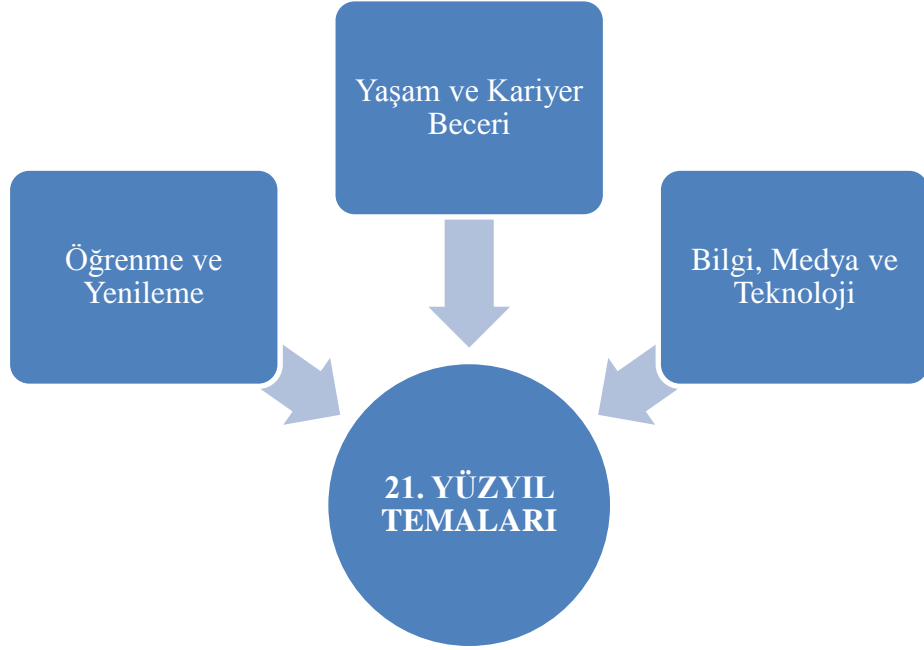 Yaşam ve Kariyer
Beceri
Öğrenme ve
Yenileme
Bilgi, Medya ve
Teknoloji
21. YÜZYIL
TEMALARI